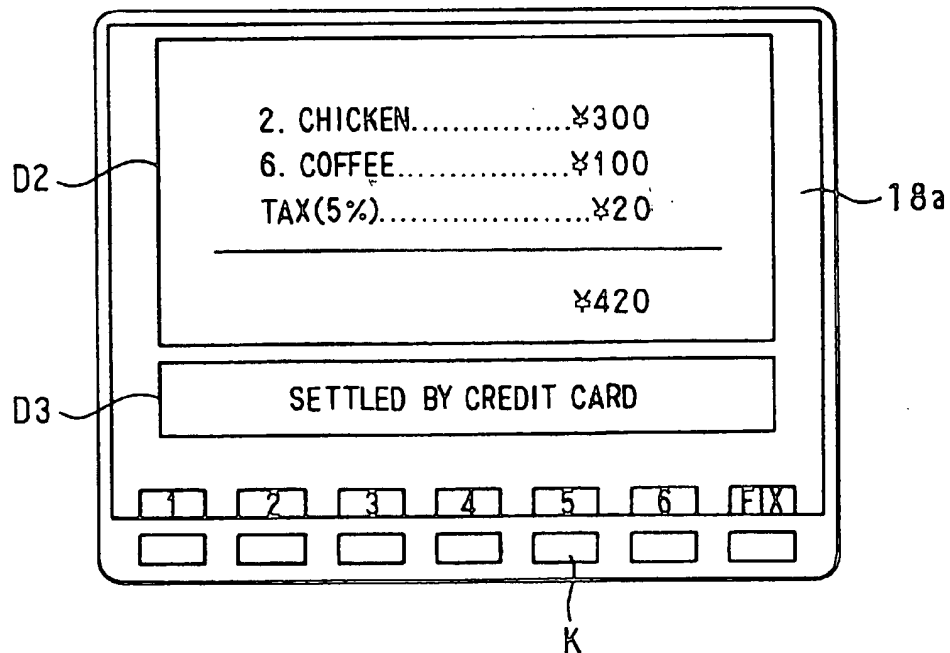 2. CHICKEN...............¥300
6. COFFEE................¥100
TAX(5%)....................¥20
D2
18a
¥420
D3
SETTLED BY CREDIT CARD
1 2 3 4 5 6 FIX
K